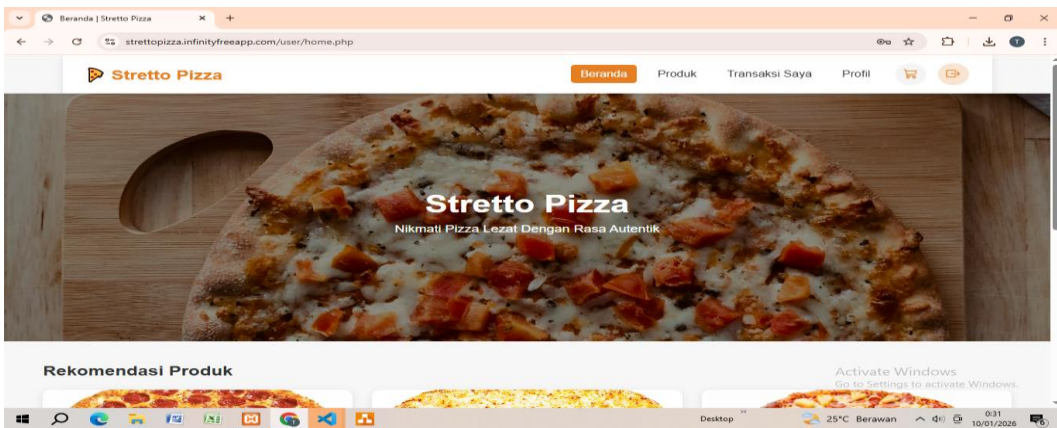 Beranda | Stretto Pizza
strettopizza.infinityfreeapp.com/user/home.php
Stretto Pizza
Beranda Produk Transaksi Saya Profil
Stretto Pizza
Nikmati Pizza Lezat Dengan Rasa Autentik
Rekomendasi Produk
Activate Windows
Go to Settings to activate Windows.
Desktop
25°C Berawan
0:31
10/01/2026